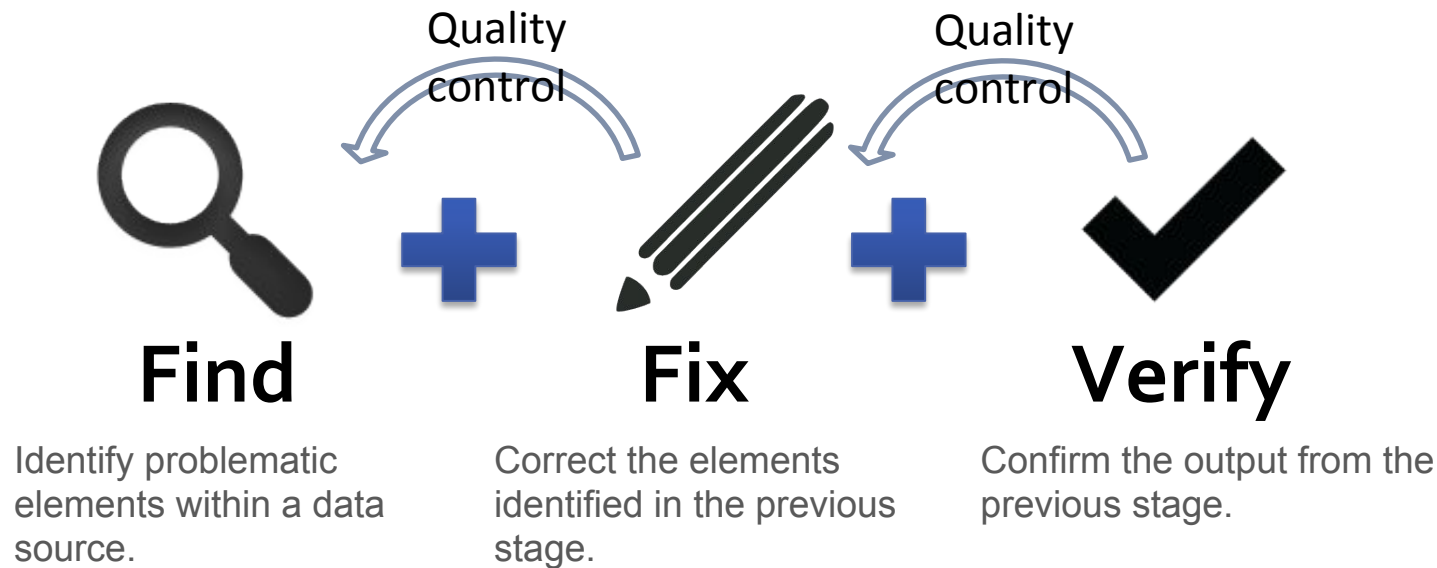 Quality
control
Quality
control
Find
Fix
Verify
Identify problematic
elements within a data
source.
Correct the elements
identified in the previous
stage.
Confirm the output from the
previous stage.